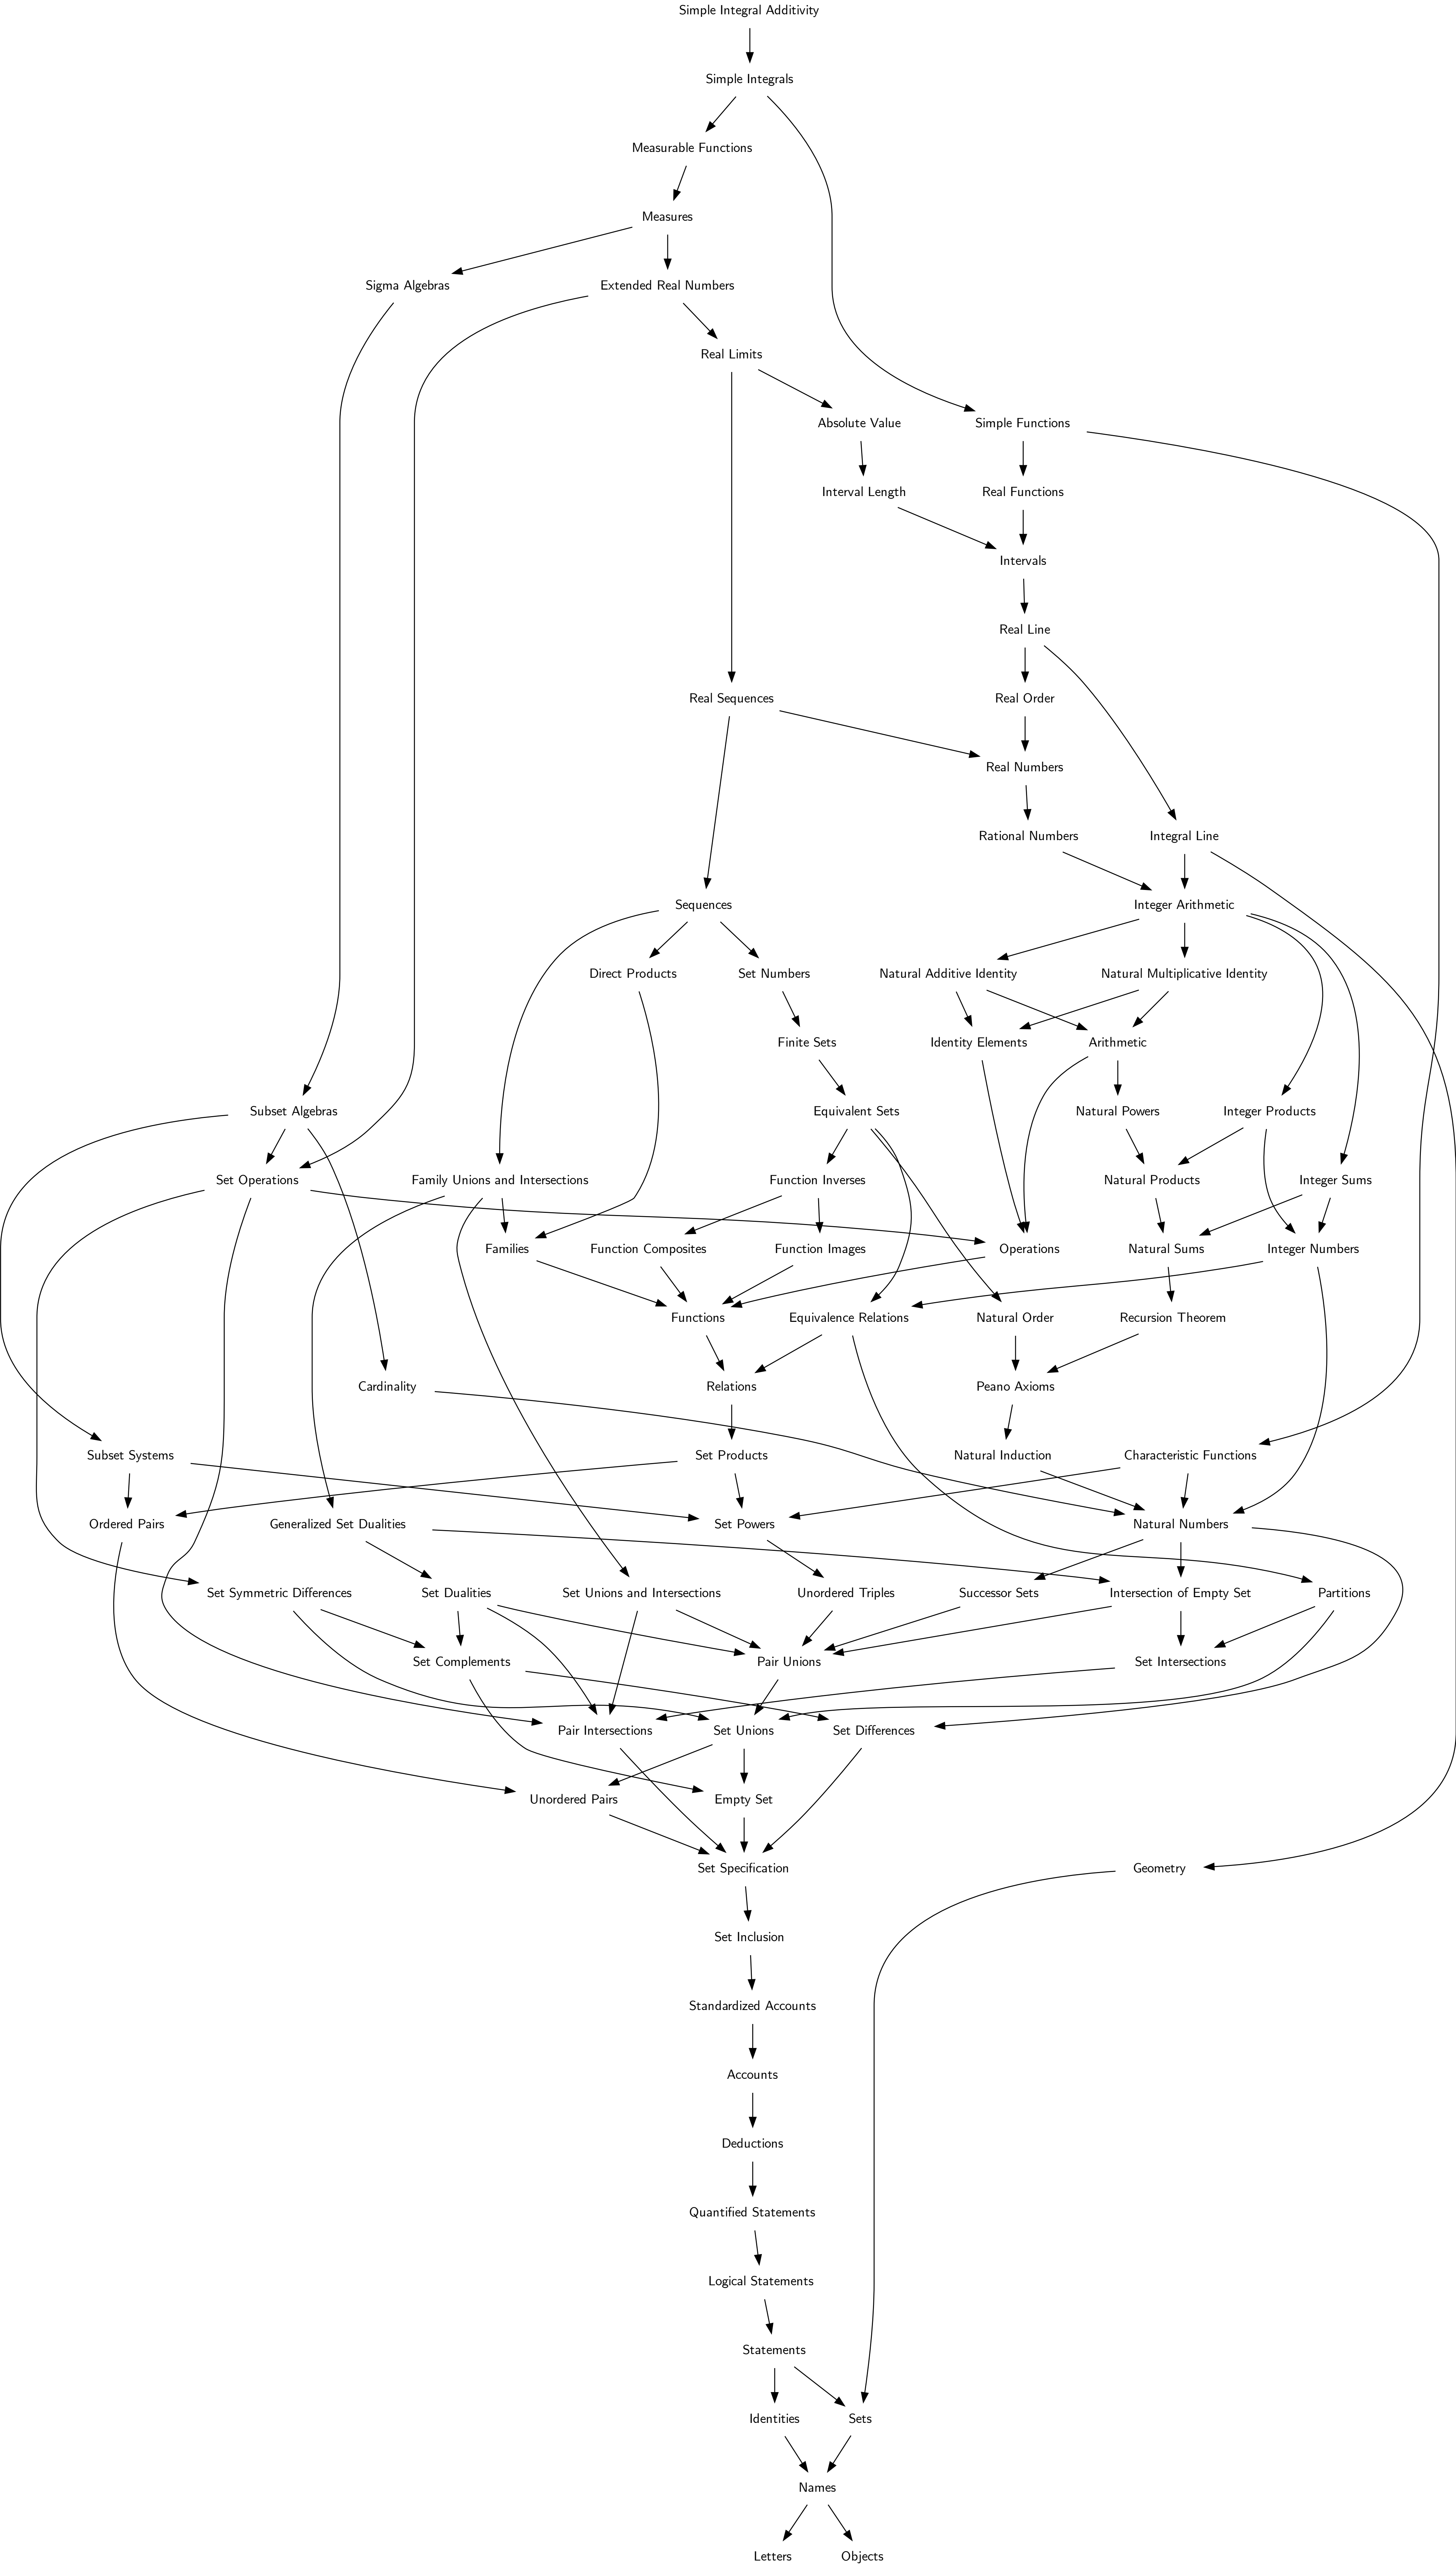 Simple Integral Additivity
Simple Integrals
Measurable Functions
Measures
Sigma Algebras
Extended Real Numbers
Real Limits
Absolute Value
Simple Functions
Interval Length
Real Functions
Intervals
Real Line
Real Sequences
Real Order
Real Numbers
Rational Numbers
Integral Line
Sequences
Integer Arithmetic
Direct Products
Set Numbers
Natural Additive Identity
Natural Multiplicative Identity
Finite Sets
Identity Elements
Arithmetic
Subset Algebras
Equivalent Sets
Natural Powers
Integer Products
Set Operations
Family Unions and Intersections
Function Inverses
Natural Products
Integer Sums
Families
Function Composites
Function Images
Operations
Natural Sums
Integer Numbers
Functions
Equivalence Relations
Natural Order
Recursion Theorem
Cardinality
Relations
Peano Axioms
Subset Systems
Set Products
Natural Induction
Characteristic Functions
Ordered Pairs
Generalized Set Dualities
Set Powers
Natural Numbers
Set Symmetric Differences
Set Dualities
Set Unions and Intersections
Unordered Triples
Successor Sets
Intersection of Empty Set
Partitions
Set Complements
Pair Unions
Set Intersections
Pair Intersections
Set Unions
Set Differences
Unordered Pairs
Empty Set
Set Specification
Geometry
Set Inclusion
Standardized Accounts
Accounts
Deductions
Quantified Statements
Logical Statements
Statements
Identities
Sets
Names
Letters
Objects